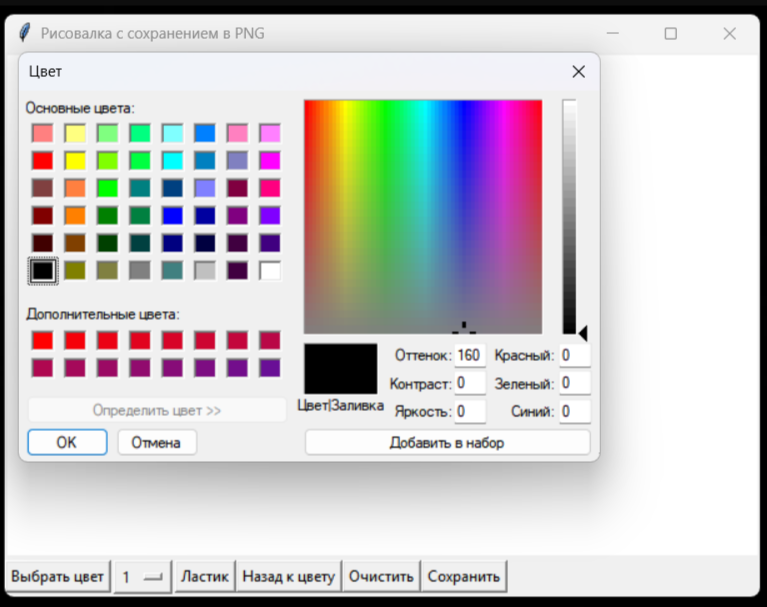 Рисовалка с сохранением в PNG
Цвет
Основные цвета:
Дополнительные цвета:
Определить цвет >>
OK
Отмена
Цвет|Заливка
Оттенок: 160
Красный: 0
Контраст: 0
Зеленый: 0
Яркость: 0
Синий: 0
Добавить в набор
Выбрать цвет
1
Ластик
Назад к цвету
Очистить
Сохранить